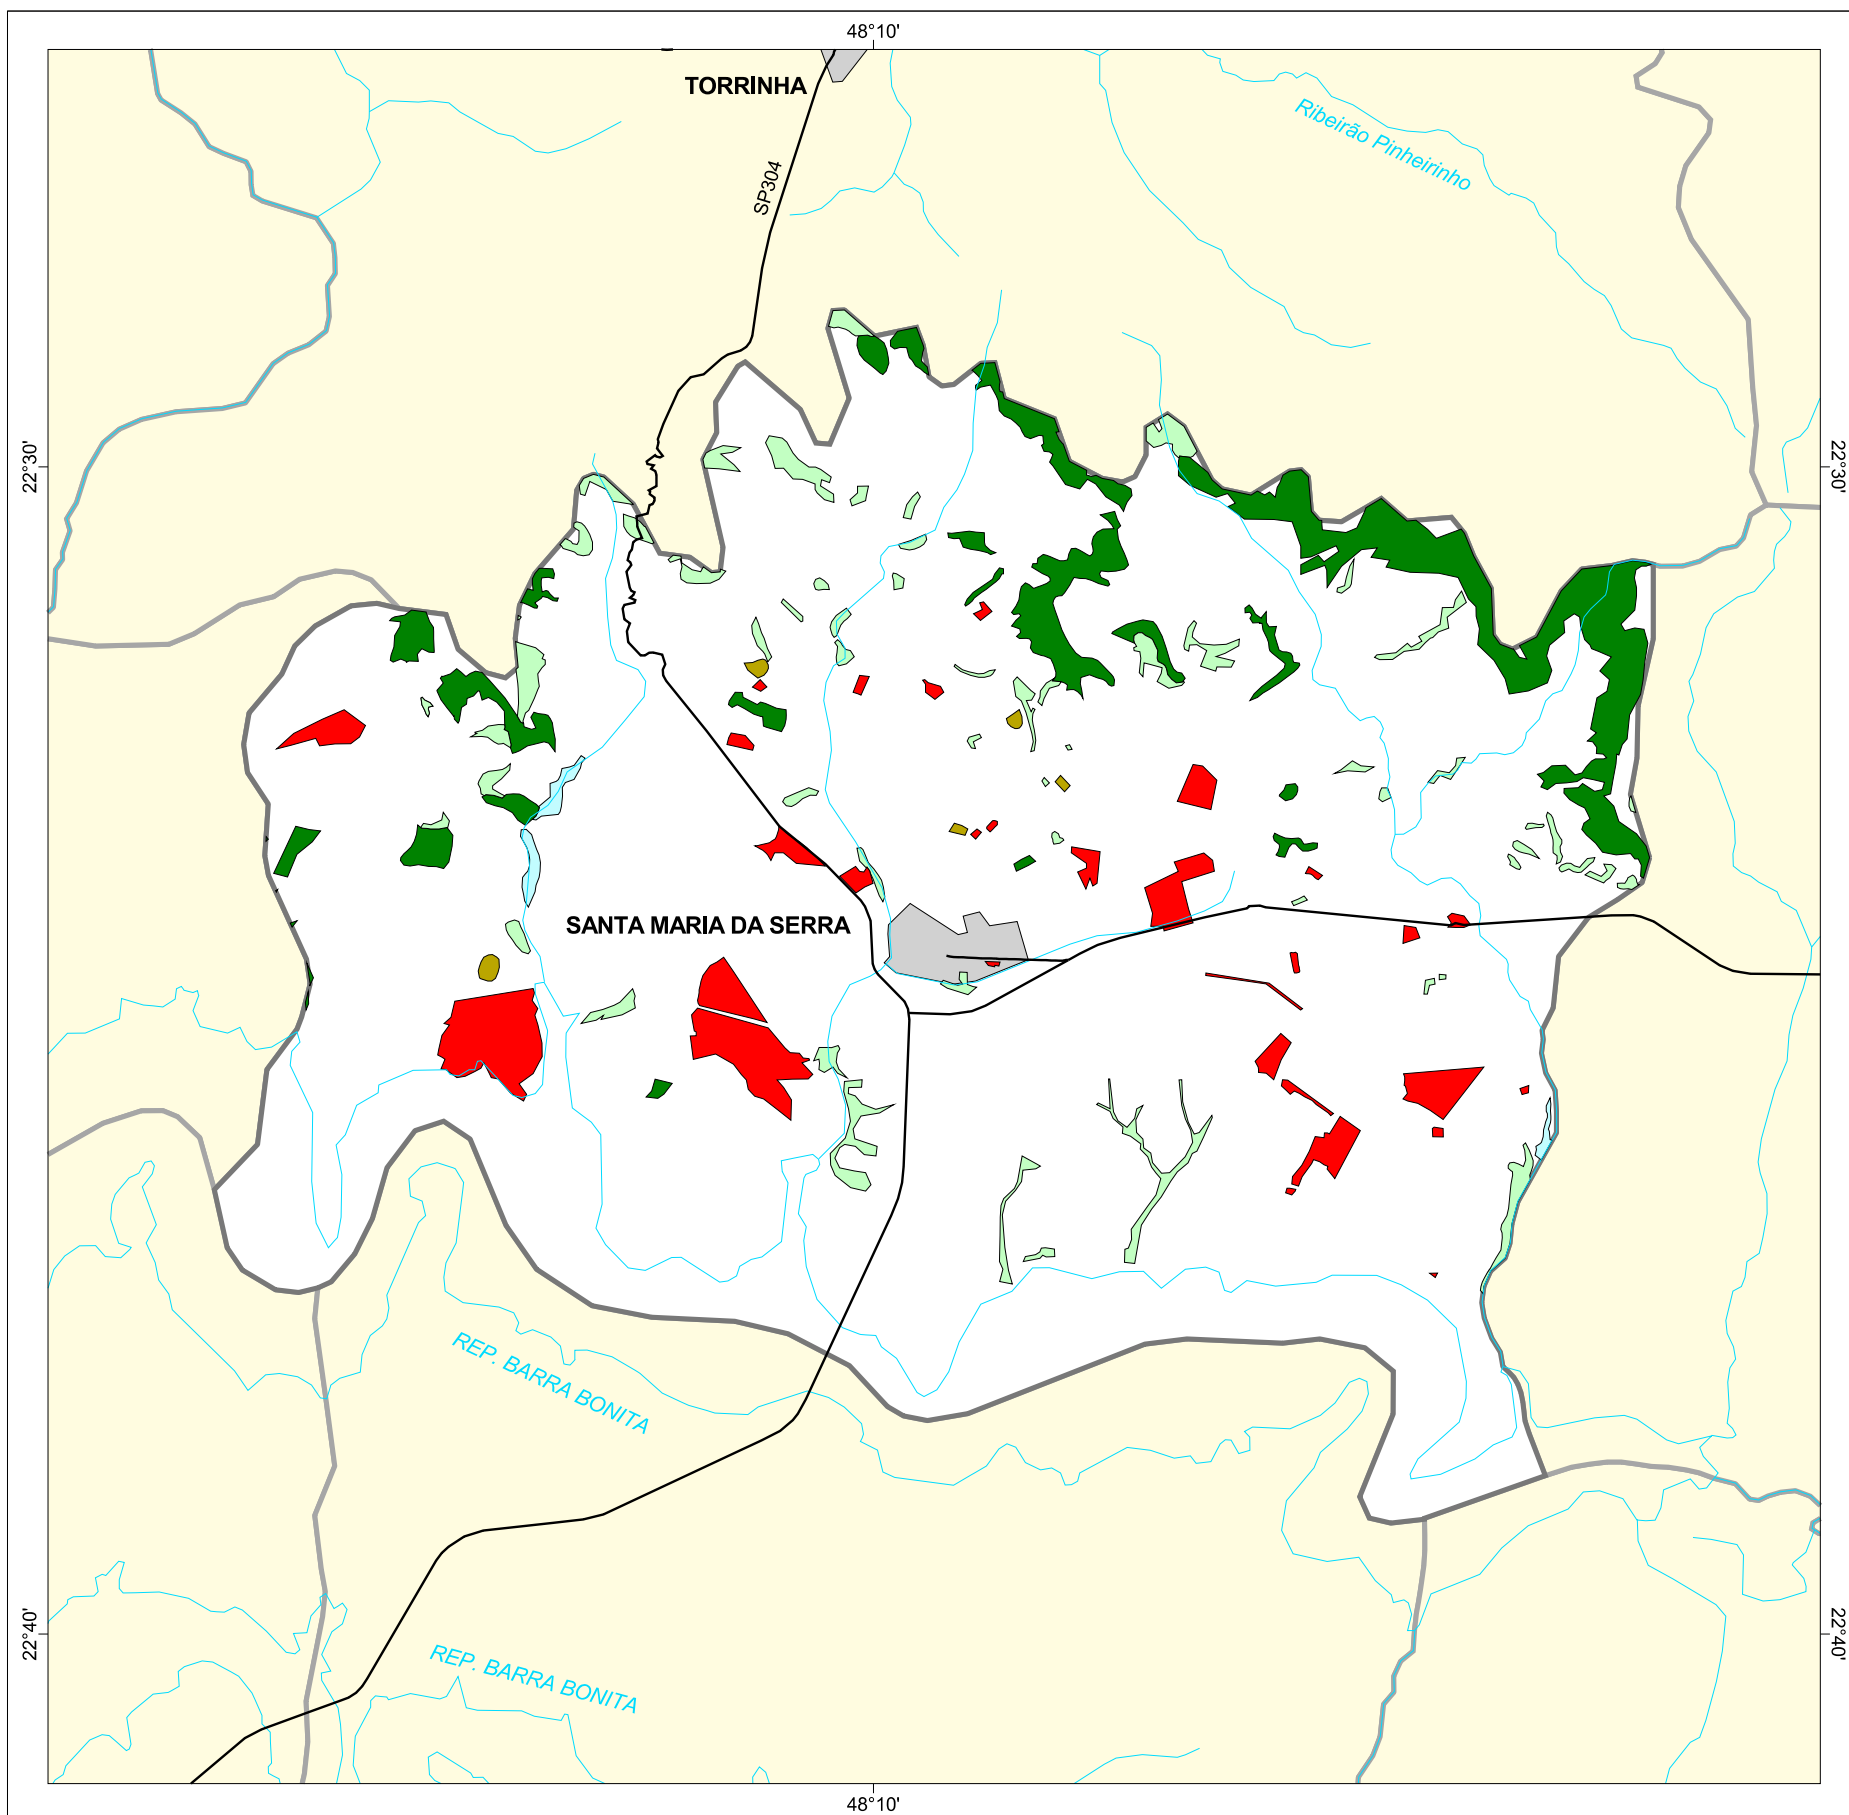 48°10'
TORRINHA
SP304
Ribeirão Pinheirinho
22°30'
22°30'
SANTA MARIA DA SERRA
REP. BARRA BONITA
22°40'
22°40'
REP. BARRA BONITA
48°10'